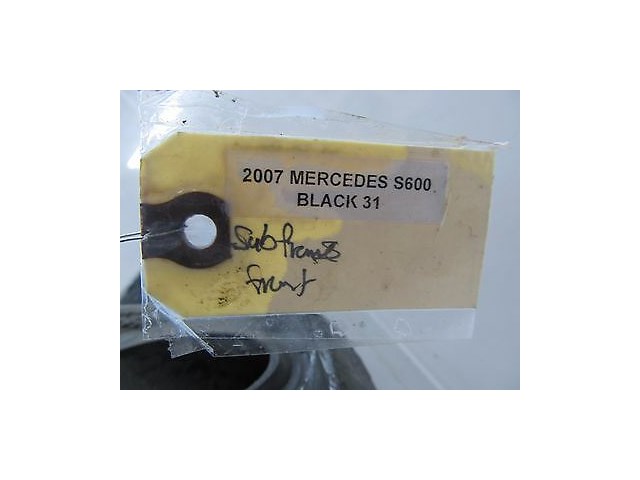 2007 MERCEDES S600
BLACK 31
Subframe
front